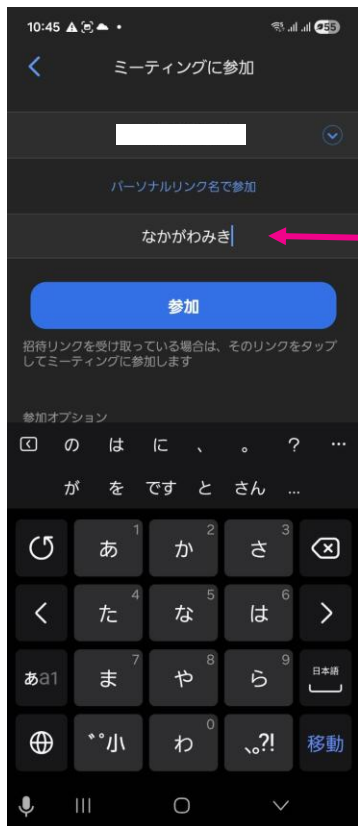 10:45
55
ミーティングに参加
パーソナルリンク名で参加
なかがわみき
参加
招待リンクを受け取っている場合は、そのリンクをタップ
してミーティングに参加します
参加オプション
の は に 、 。 ? …
が を です と さん …
あ 1 か 2 さ 3
た 4 な 5 は 6
あa1 ま 7 や 8 ら 9 日本語
゛゜小 わ 0 、。?! 移動